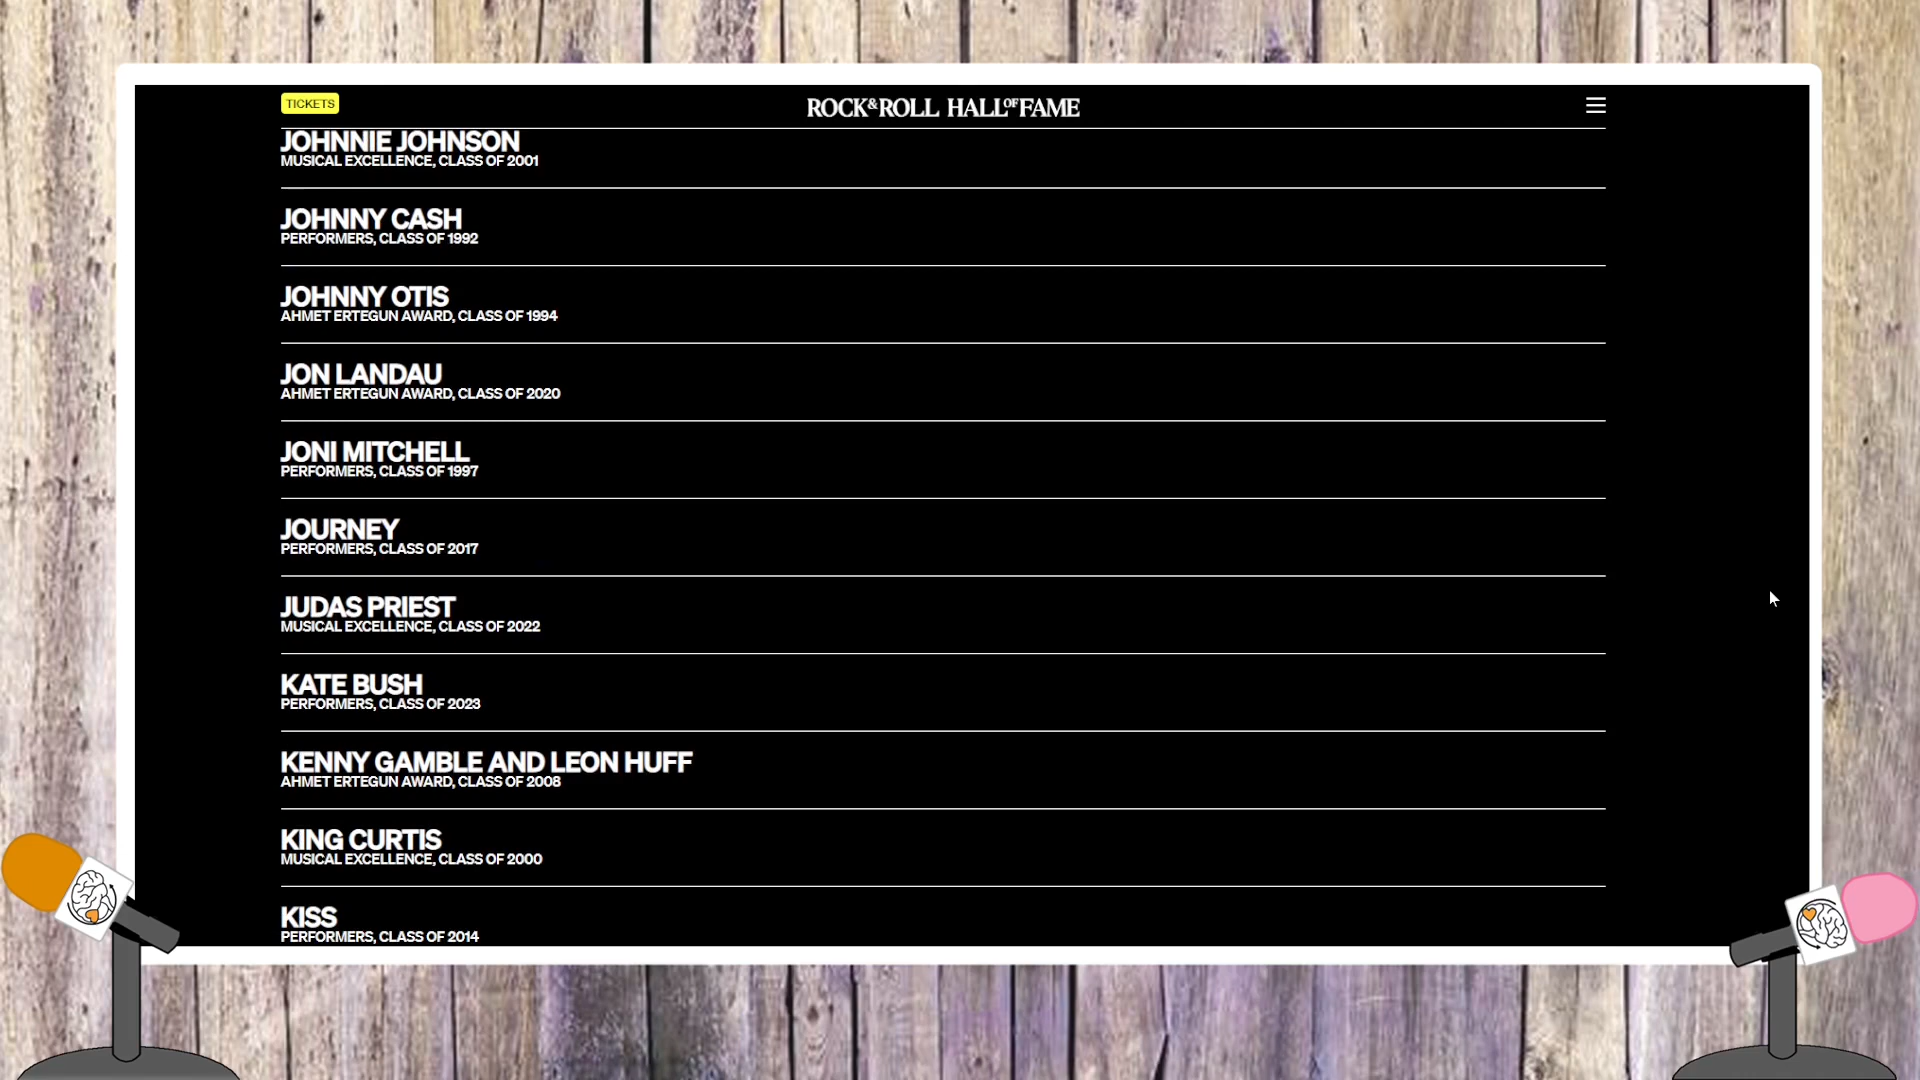 TICKETS
ROCK&ROLL HALL OF FAME
JOHNNIE JOHNSON
MUSICAL EXCELLENCE, CLASS OF 2001
JOHNNY CASH
PERFORMERS, CLASS OF 1992
JOHNNY OTIS
AHMET ERTEGUN AWARD, CLASS OF 1994
JON LANDAU
AHMET ERTEGUN AWARD, CLASS OF 2020
JONI MITCHELL
PERFORMERS, CLASS OF 1997
JOURNEY
PERFORMERS, CLASS OF 2017
JUDAS PRIEST
MUSICAL EXCELLENCE, CLASS OF 2022
KATE BUSH
PERFORMERS, CLASS OF 2023
KENNY GAMBLE AND LEON HUFF
AHMET ERTEGUN AWARD, CLASS OF 2008
KING CURTIS
MUSICAL EXCELLENCE, CLASS OF 2000
KISS
PERFORMERS, CLASS OF 2014